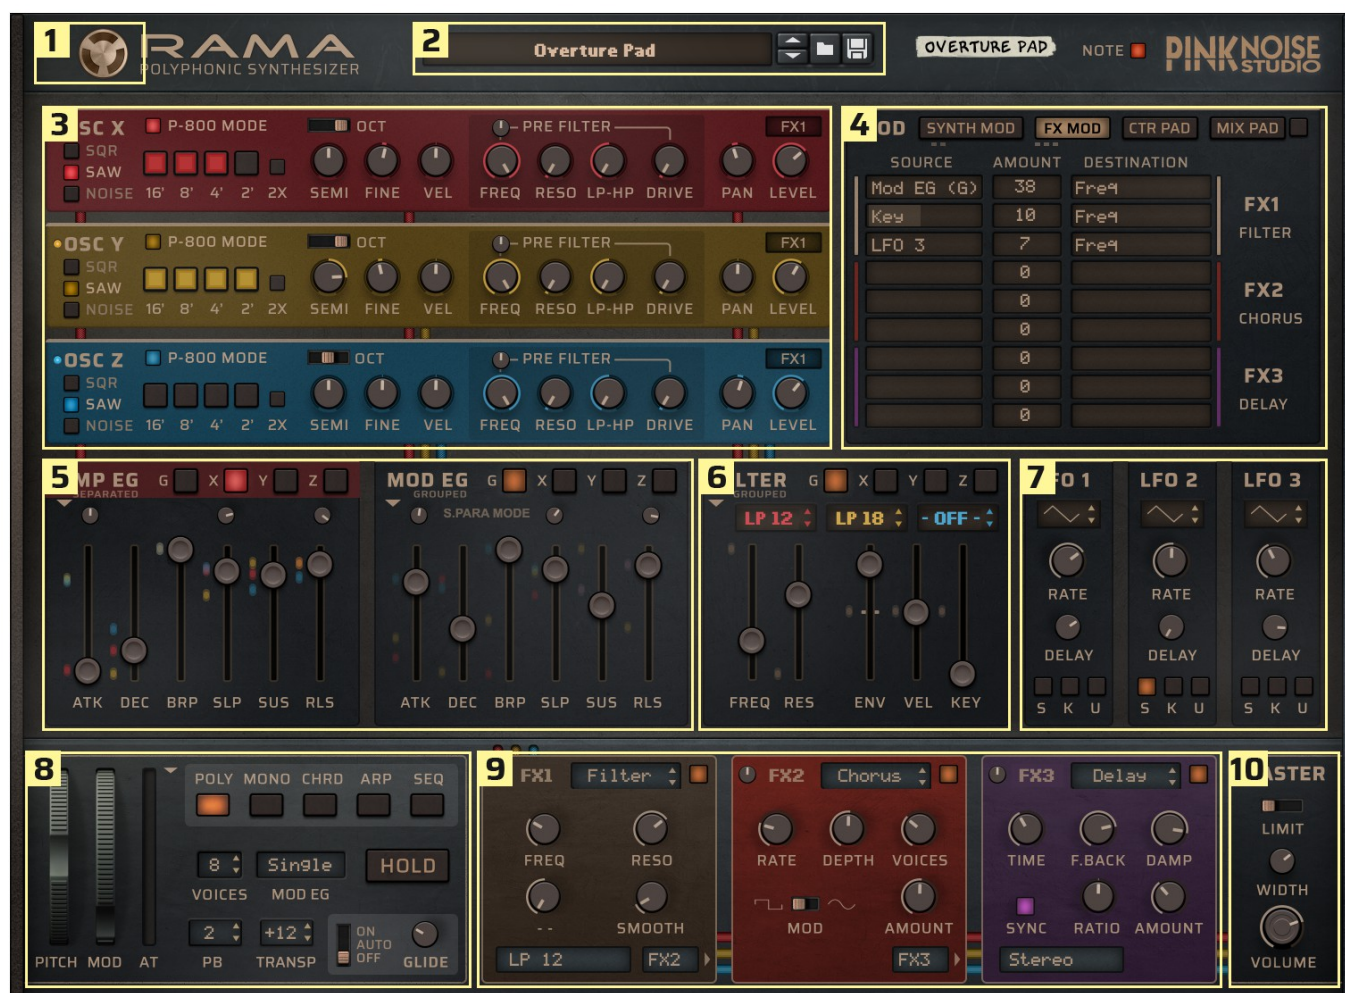 1
RAMA
POLYPHONIC SYNTHESIZER
2
Overture Pad
OVERTURE PAD
NOTE
PINK NOISE
STUDIO
3
SC X
P-800 MODE
OCT
PRE FILTER
FX1
SQR
SAW
NOISE
16' 8' 4' 2' 2X
SEMI FINE VEL
FREQ RESO LP-HP DRIVE
PAN LEVEL
OSC Y
P-800 MODE
OCT
PRE FILTER
FX1
SQR
SAW
NOISE
16' 8' 4' 2' 2X
SEMI FINE VEL
FREQ RESO LP-HP DRIVE
PAN LEVEL
OSC Z
P-800 MODE
OCT
PRE FILTER
FX1
SQR
SAW
NOISE
16' 8' 4' 2' 2X
SEMI FINE VEL
FREQ RESO LP-HP DRIVE
PAN LEVEL
4
OD
SYNTH MOD
FX MOD
CTR PAD
MIX PAD
SOURCE AMOUNT DESTINATION
Mod EG (G) 38 Freq
Key 10 Freq
LFO 3 7 Freq
0
0
0
0
0
0
FX1
FILTER
FX2
CHORUS
FX3
DELAY
5
MP EG
SEPARATED
G X Y Z
ATK DEC BRP SLP SUS RLS
MOD EG
GROUPED
G X Y Z
S.PARA MODE
ATK DEC BRP SLP SUS RLS
6
LTER
GROUPED
G X Y Z
LP 12 LP 18 - OFF -
FREQ RES ENV VEL KEY
7
FO 1 LFO 2 LFO 3
RATE RATE RATE
DELAY DELAY DELAY
S K U S K U S K U
8
POLY MONO CHRD ARP SEQ
8 Single HOLD
VOICES MOD EG
2 +12
ON
AUTO
OFF
PITCH MOD AT PB TRANSP GLIDE
9
FX1 Filter
FREQ RESO
-- SMOOTH
LP 12 FX2
FX2 Chorus
RATE DEPTH VOICES
MOD AMOUNT
FX3
FX3 Delay
TIME F.BACK DAMP
SYNC RATIO AMOUNT
Stereo
10
ASTER
LIMIT
WIDTH
VOLUME